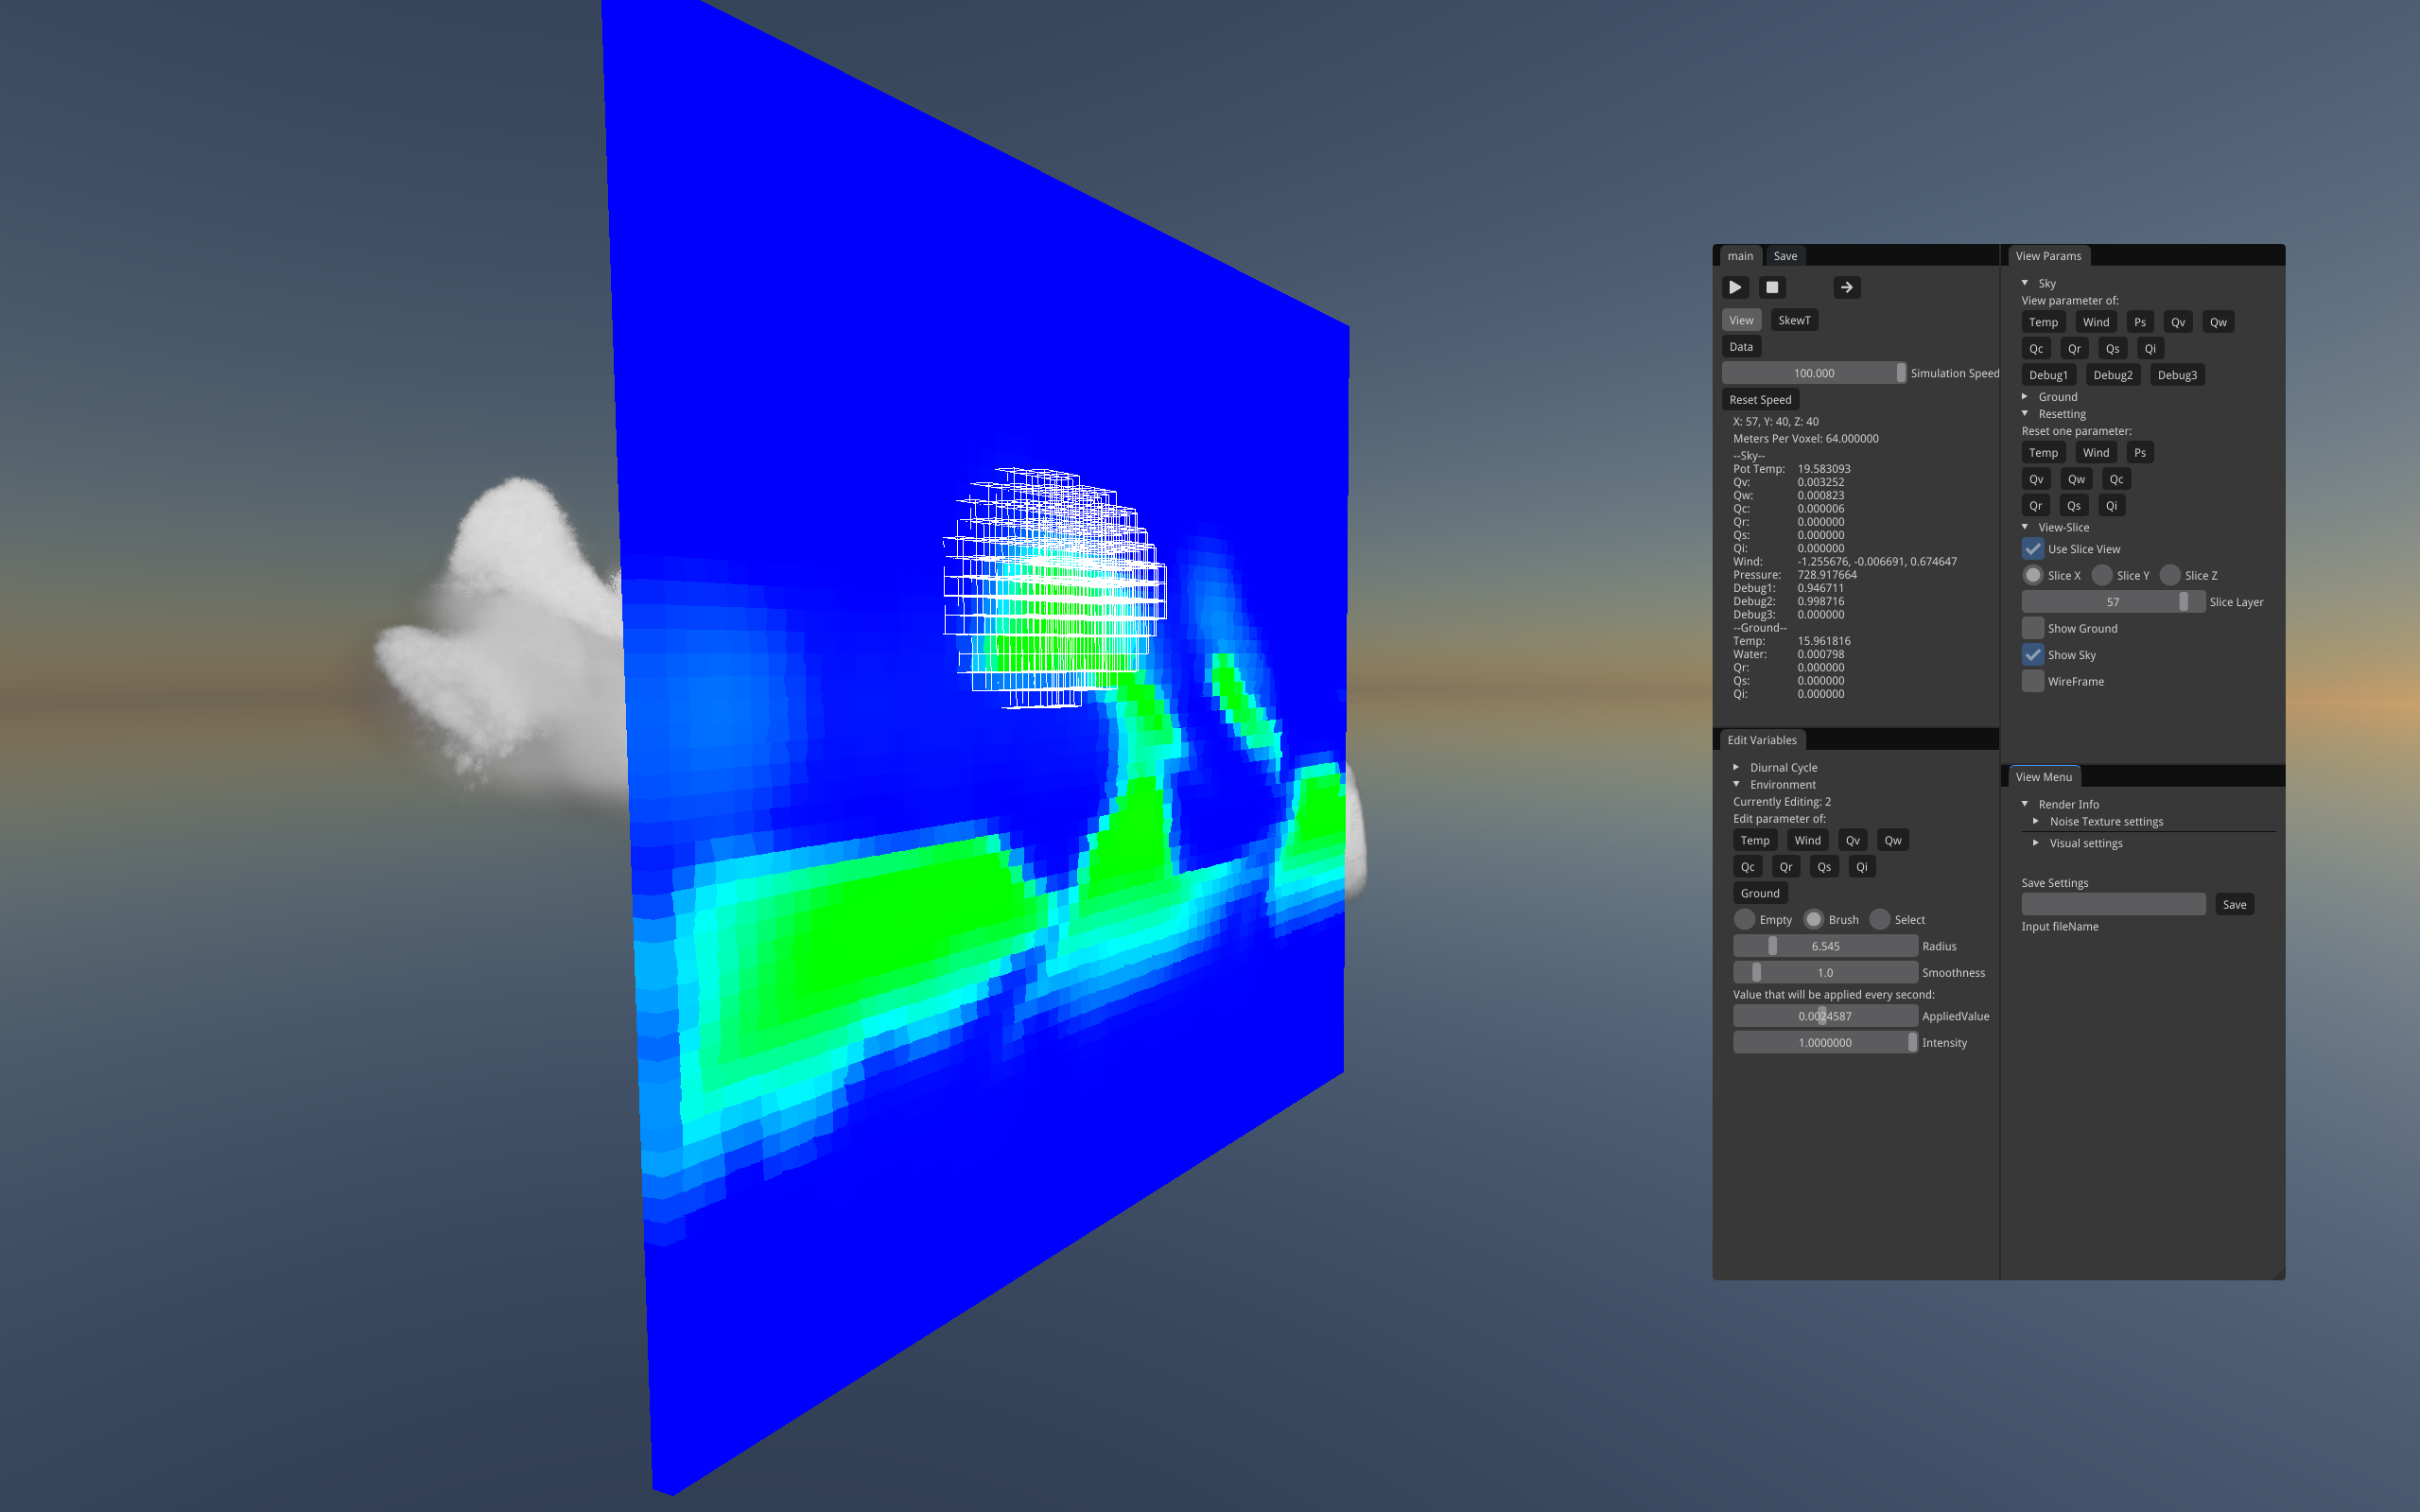 main Save
View SkewT
Data
100.000 Simulation Speed
Reset Speed
X: 57, Y: 40, Z: 40
Meters Per Voxel: 64.000000
--Sky--
Pot Temp: 19.583093
Qv: 0.003252
Qw: 0.000823
Qc: 0.000006
Qr: 0.000000
Qs: 0.000000
Qi: 0.000000
Wind: -1.255676, -0.006691, 0.674647
Pressure: 728.917664
Debug1: 0.946711
Debug2: 0.998716
Debug3: 0.000000
--Ground--
Temp: 15.961816
Water: 0.000798
Qr: 0.000000
Qs: 0.000000
Qi: 0.000000
Edit Variables
Diurnal Cycle
Environment
Currently Editing: 2
Edit parameter of:
Temp Wind Qv Qw
Qc Qr Qs Qi
Ground
Empty Brush Select
6.545 Radius
1.0 Smoothness
Value that will be applied every second:
0.0024587 AppliedValue
1.0000000 Intensity
View Params
Sky
View parameter of:
Temp Wind Ps Qv Qw
Qc Qr Qs Qi
Debug1 Debug2 Debug3
Ground
Resetting
Reset one parameter:
Temp Wind Ps
Qv Qw Qc
Qr Qs Qi
View-Slice
Use Slice View
Slice X Slice Y Slice Z
57 Slice Layer
Show Ground
Show Sky
WireFrame
View Menu
Render Info
Noise Texture settings
Visual settings
Save Settings
Save
Input fileName